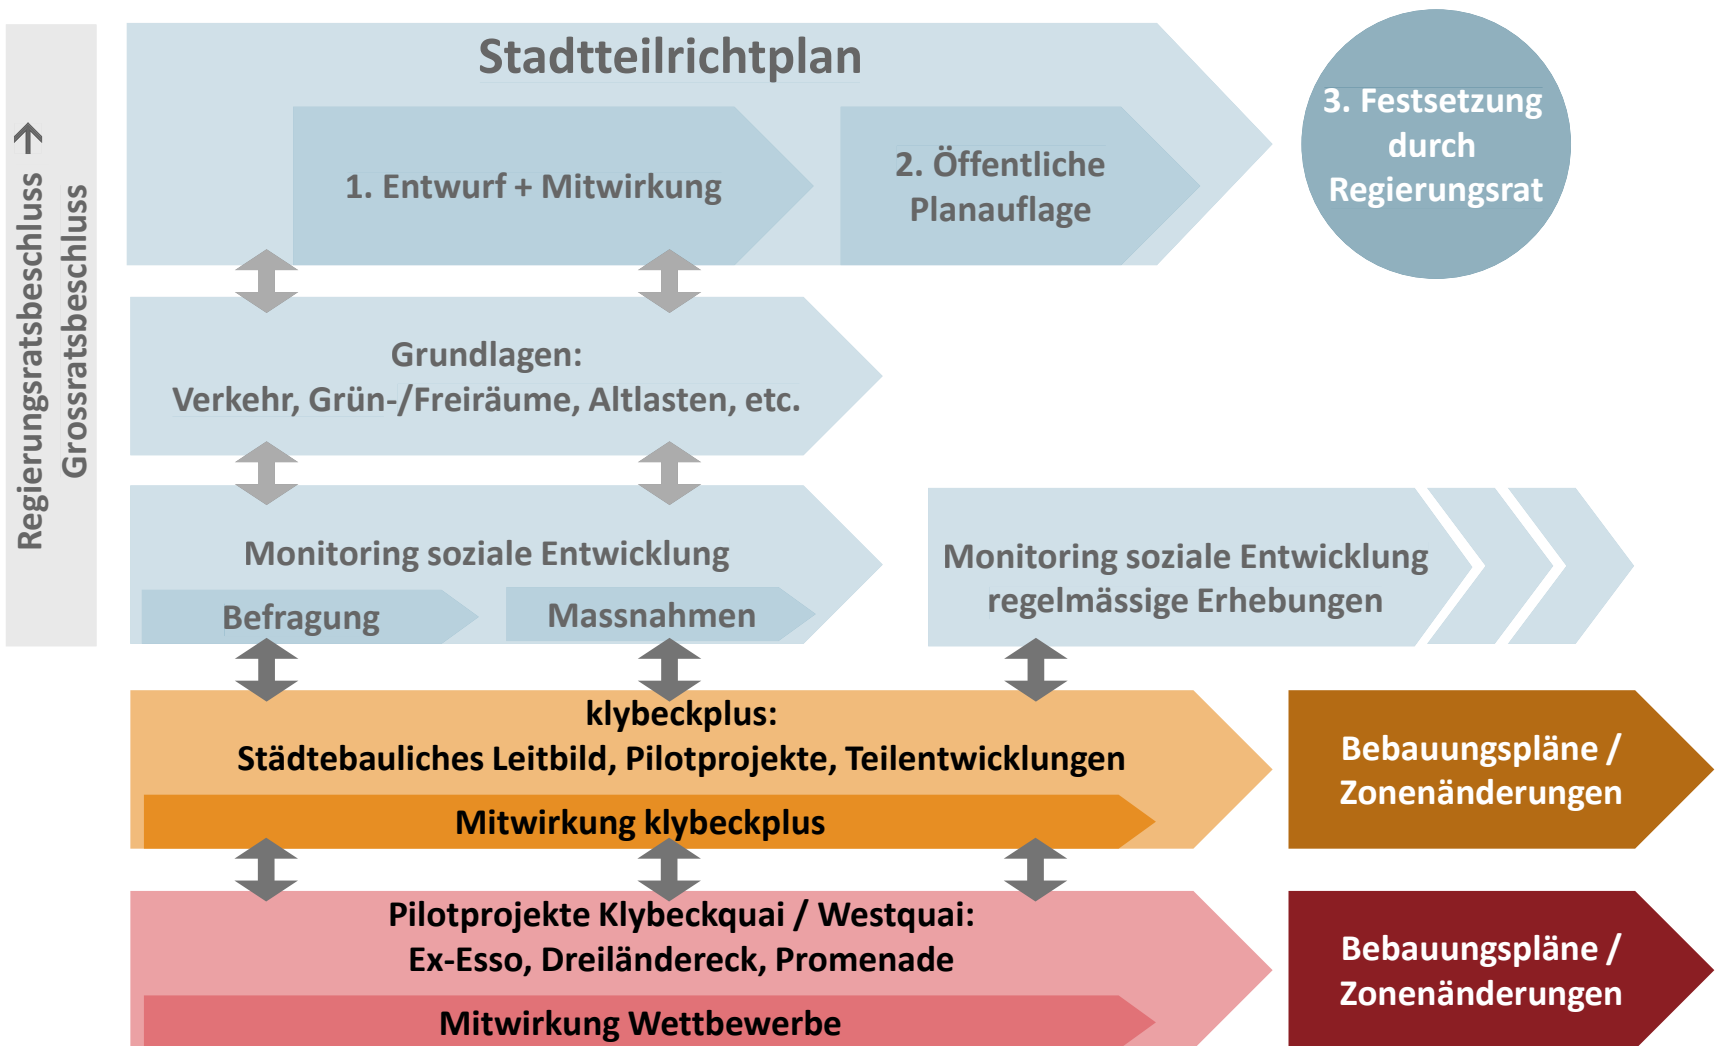 Regierungsratsbeschluss →
Grossratsbeschluss
Stadtteilrichtplan
1. Entwurf + Mitwirkung
2. Öffentliche
Planauflage
3. Festsetzung
durch
Regierungsrat
Grundlagen:
Verkehr, Grün-/Freiräume, Altlasten, etc.
Monitoring soziale Entwicklung
Befragung
Massnahmen
Monitoring soziale Entwicklung
regelmässige Erhebungen
klybeckplus:
Städtebauliches Leitbild, Pilotprojekte, Teilentwicklungen
Mitwirkung klybeckplus
Bebauungspläne /
Zonenänderungen
Pilotprojekte Klybeckquai / Westquai:
Ex-Esso, Dreiländereck, Promenade
Mitwirkung Wettbewerbe
Bebauungspläne /
Zonenänderungen